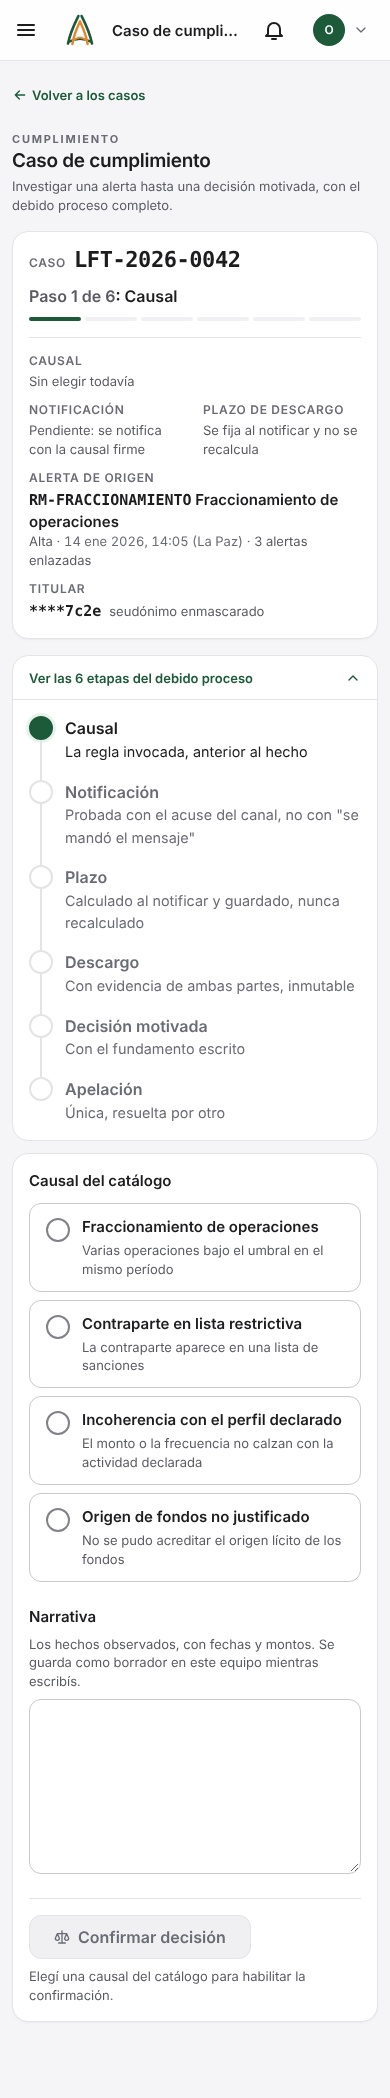 Caso de cumpli...
O
← Volver a los casos
CUMPLIMIENTO
Caso de cumplimiento
Investigar una alerta hasta una decisión motivada, con el
debido proceso completo.
CASO LFT-2026-0042
Paso 1 de 6: Causal
CAUSAL
Sin elegir todavía
NOTIFICACIÓN
Pendiente: se notifica
con la causal firme
PLAZO DE DESCARGO
Se fija al notificar y no se
recalcula
ALERTA DE ORIGEN
RM-FRACCIONAMIENTO Fraccionamiento de
operaciones
Alta · 14 ene 2026, 14:05 (La Paz) · 3 alertas
enlazadas
TITULAR
****7c2e seudónimo enmascarado
Ver las 6 etapas del debido proceso
Causal
La regla invocada, anterior al hecho
Notificación
Probada con el acuse del canal, no con "se
mandó el mensaje"
Plazo
Calculado al notificar y guardado, nunca
recalculado
Descargo
Con evidencia de ambas partes, inmutable
Decisión motivada
Con el fundamento escrito
Apelación
Única, resuelta por otro
Causal del catálogo
Fraccionamiento de operaciones
Varias operaciones bajo el umbral en el
mismo período
Contraparte en lista restrictiva
La contraparte aparece en una lista de
sanciones
Incoherencia con el perfil declarado
El monto o la frecuencia no calzan con la
actividad declarada
Origen de fondos no justificado
No se pudo acreditar el origen lícito de los
fondos
Narrativa
Los hechos observados, con fechas y montos. Se
guarda como borrador en este equipo mientras
escribís.
Confirmar decisión
Elegí una causal del catálogo para habilitar la
confirmación.